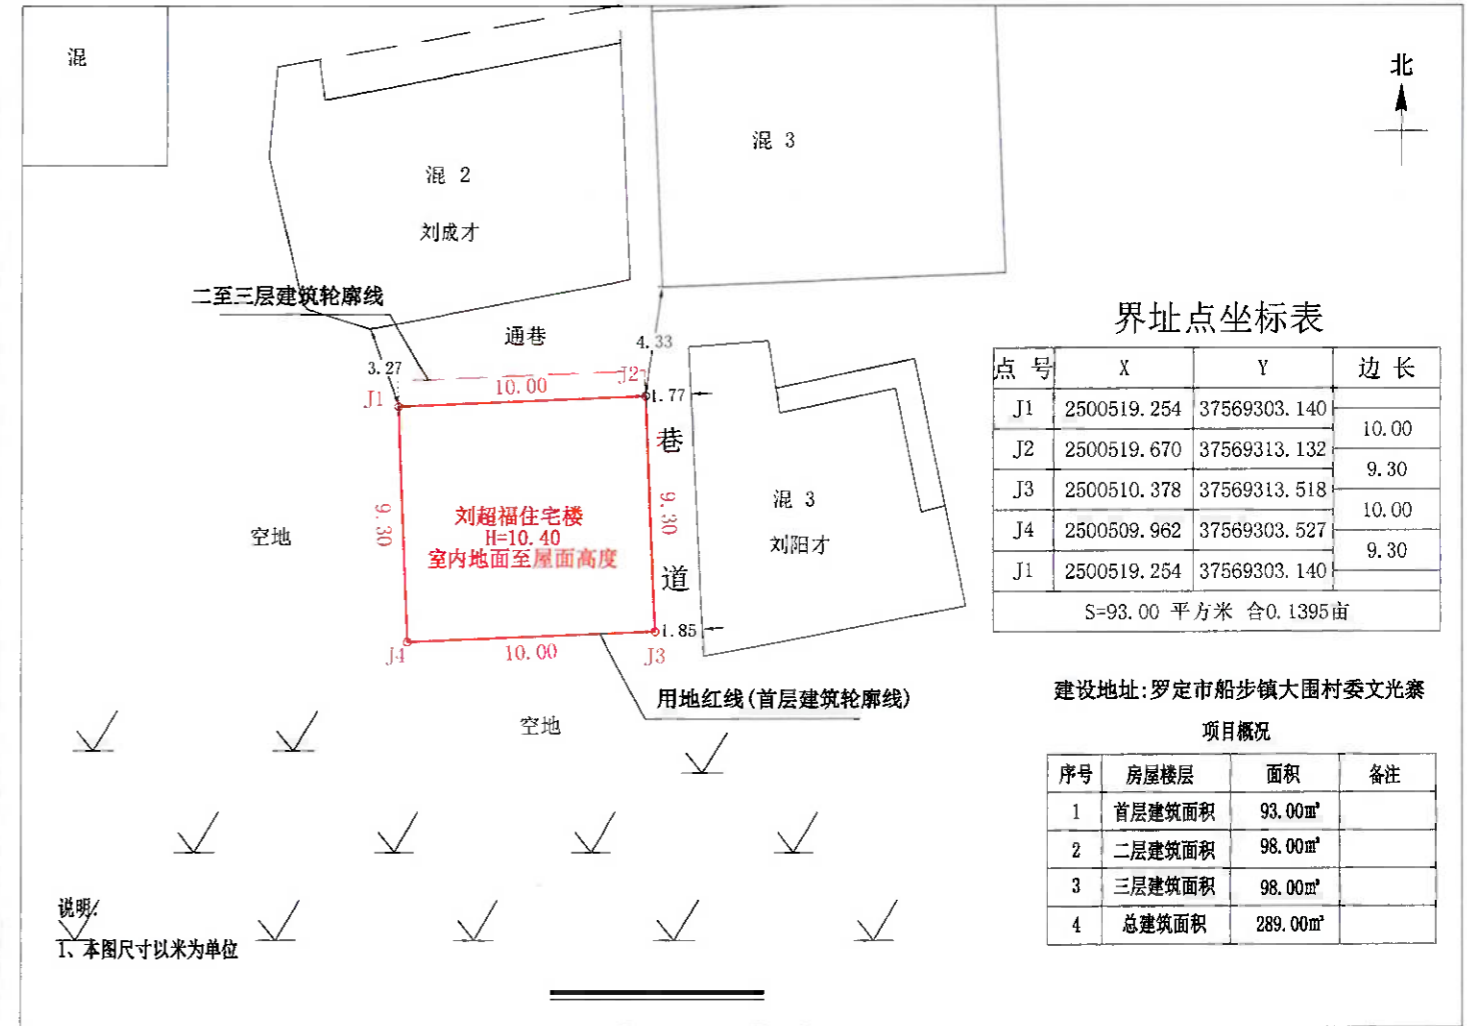 混
北
混 3
混 2
刘成才
二至三层建筑轮廓线
通巷
4.33
3.27
J1
10.00
J2
1.77
巷
道
9.30
9.30
刘超福住宅楼
H=10.40
室内地面至屋面高度
空地
混 3
刘阳才
J4
10.00
J3
1.85
用地红线(首层建筑轮廓线)
空地
界址点坐标表
点 号 X Y 边 长
J1 2500519.254 37569303.140
10.00
J2 2500519.670 37569313.132
9.30
J3 2500510.378 37569313.518
10.00
J4 2500509.962 37569303.527
9.30
J1 2500519.254 37569303.140
S=93.00 平方米 合0.1395亩
建设地址:罗定市船步镇大围村委文光寨
项目概况
序号 房屋楼层 面积 备注
1 首层建筑面积 93.00㎡
2 二层建筑面积 98.00㎡
3 三层建筑面积 98.00㎡
4 总建筑面积 289.00㎡
说明:
1、本图尺寸以米为单位